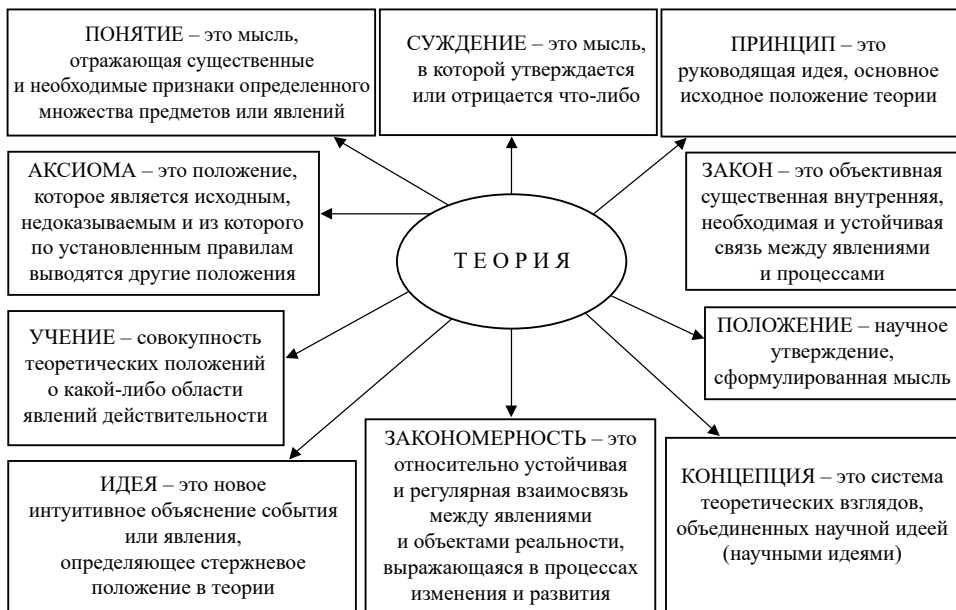 ПОНЯТИЕ – это мысль,
отражающая существенные
и необходимые признаки определенного
множества предметов или явлений
СУЖДЕНИЕ – это мысль,
в которой утверждается
или отрицается что-либо
ПРИНЦИП – это
руководящая идея, основное
исходное положение теории
АКСИОМА – это положение,
которое является исходным,
недоказываемым и из которого
по установленным правилам
выводятся другие положения
Т Е О Р И Я
ЗАКОН – это объективная
существенная внутренняя,
необходимая и устойчивая
связь между явлениями
и процессами
УЧЕНИЕ – совокупность
теоретических положений
о какой-либо области
явлений действительности
ПОЛОЖЕНИЕ – научное
утверждение,
сформулированная мысль
ИДЕЯ – это новое
интуитивное объяснение события
или явления,
определяющее стержневое
положение в теории
ЗАКОНОМЕРНОСТЬ – это
относительно устойчивая
и регулярная взаимосвязь
между явлениями
и объектами реальности,
выражающаяся в процессах
изменения и развития
КОНЦЕПЦИЯ – это система
теоретических взглядов,
объединенных научной идеей
(научными идеями)